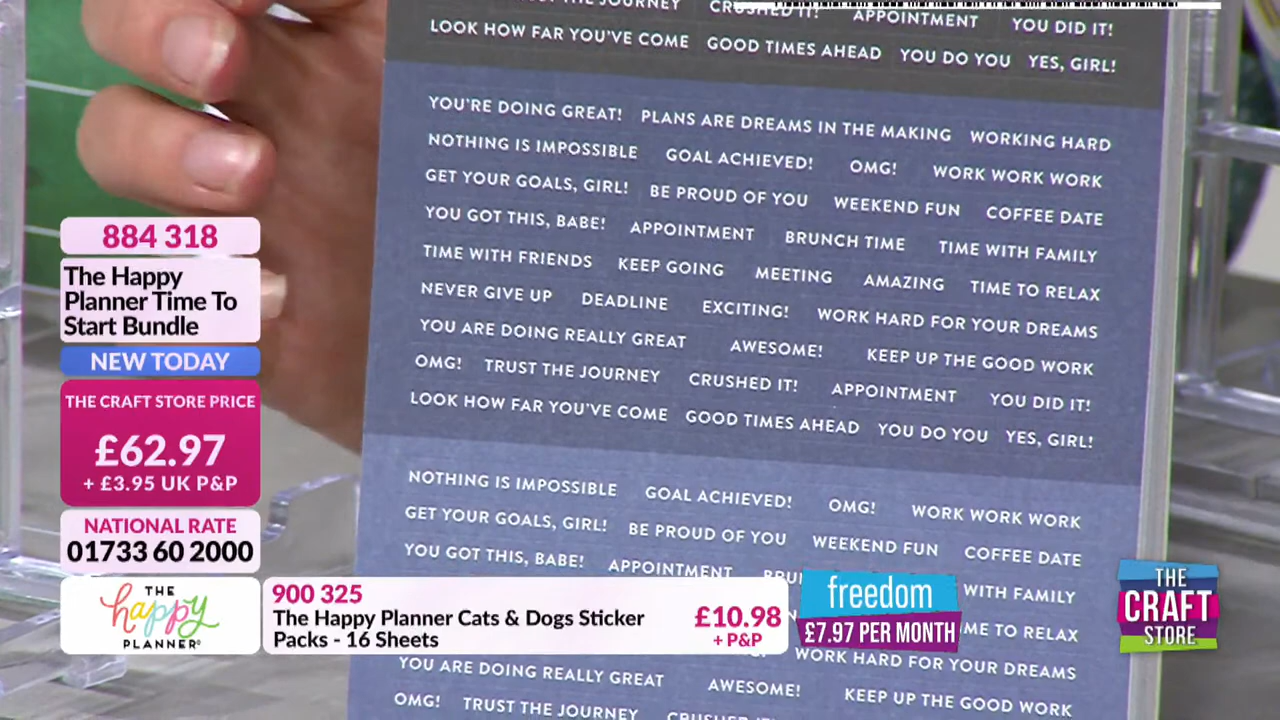 THE JOURNEY CRUSHED IT! APPOINTMENT YOU DID IT!
LOOK HOW FAR YOU'VE COME GOOD TIMES AHEAD YOU DO YOU YES, GIRL!
YOU'RE DOING GREAT! PLANS ARE DREAMS IN THE MAKING WORKING HARD
NOTHING IS IMPOSSIBLE GOAL ACHIEVED! OMG! WORK WORK WORK
GET YOUR GOALS, GIRL! BE PROUD OF YOU WEEKEND FUN COFFEE DATE
YOU GOT THIS, BABE! APPOINTMENT BRUNCH TIME TIME WITH FAMILY
TIME WITH FRIENDS KEEP GOING MEETING AMAZING TIME TO RELAX
NEVER GIVE UP DEADLINE EXCITING! WORK HARD FOR YOUR DREAMS
YOU ARE DOING REALLY GREAT AWESOME! KEEP UP THE GOOD WORK
OMG! TRUST THE JOURNEY CRUSHED IT! APPOINTMENT YOU DID IT!
LOOK HOW FAR YOU'VE COME GOOD TIMES AHEAD YOU DO YOU YES, GIRL!
NOTHING IS IMPOSSIBLE GOAL ACHIEVED! OMG! WORK WORK WORK
GET YOUR GOALS, GIRL! BE PROUD OF YOU WEEKEND FUN COFFEE DATE
YOU GOT THIS, BABE! APPOINTMENT WITH FAMILY
TO RELAX
WORK HARD FOR YOUR DREAMS
YOU ARE DOING REALLY GREAT AWESOME! KEEP UP THE GOOD WORK
OMG! TRUST THE JOURNEY
884 318
The Happy
Planner Time To
Start Bundle
NEW TODAY
THE CRAFT STORE PRICE
£62.97
+ £3.95 UK P&P
NATIONAL RATE
01733 60 2000
THE
happy
PLANNER®
900 325
The Happy Planner Cats & Dogs Sticker
Packs - 16 Sheets
£10.98
+ P&P
freedom
£7.97 PER MONTH
THE
CRAFT
STORE